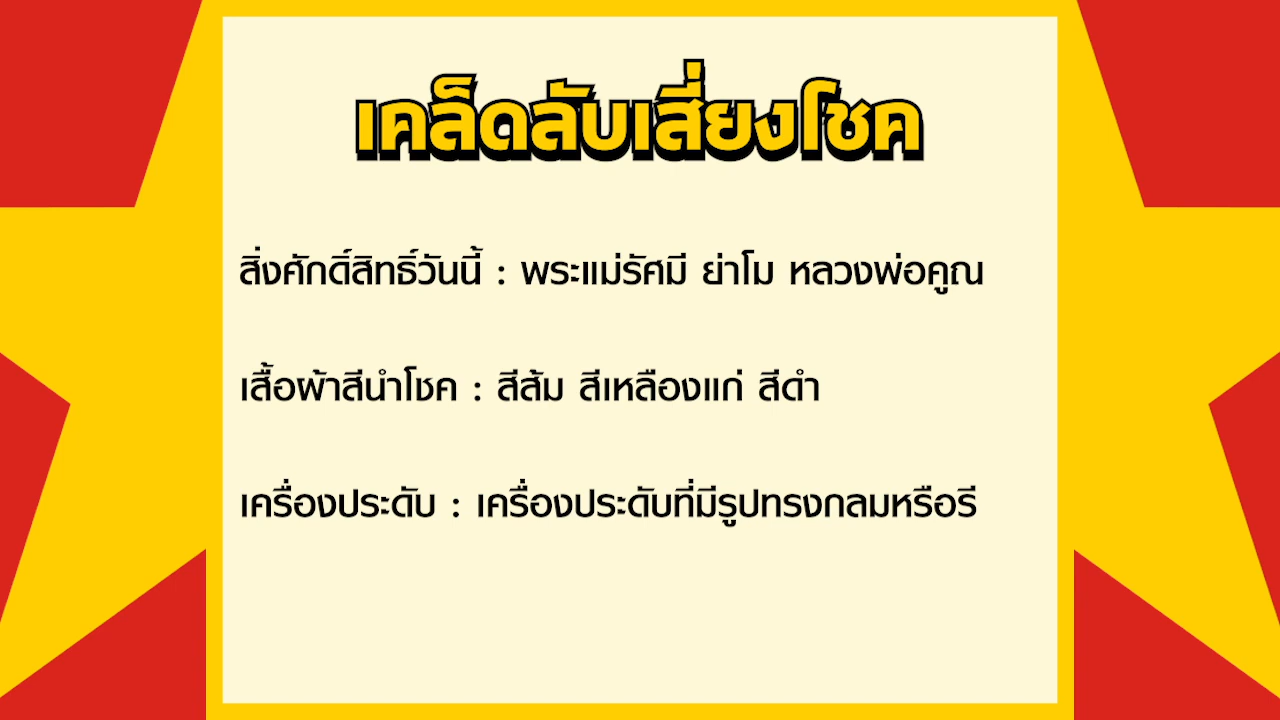 เคล็ดลับเสี่ยงโชค
สิ่งศักดิ์สิทธิ์วันนี้ : พระแม่รัศมี ย่าโม หลวงพ่อคูณ
เสื้อผ้าสีนำโชค : สีส้ม สีเหลืองแก่ สีดำ
เครื่องประดับ : เครื่องประดับที่มีรูปทรงกลมหรือรี